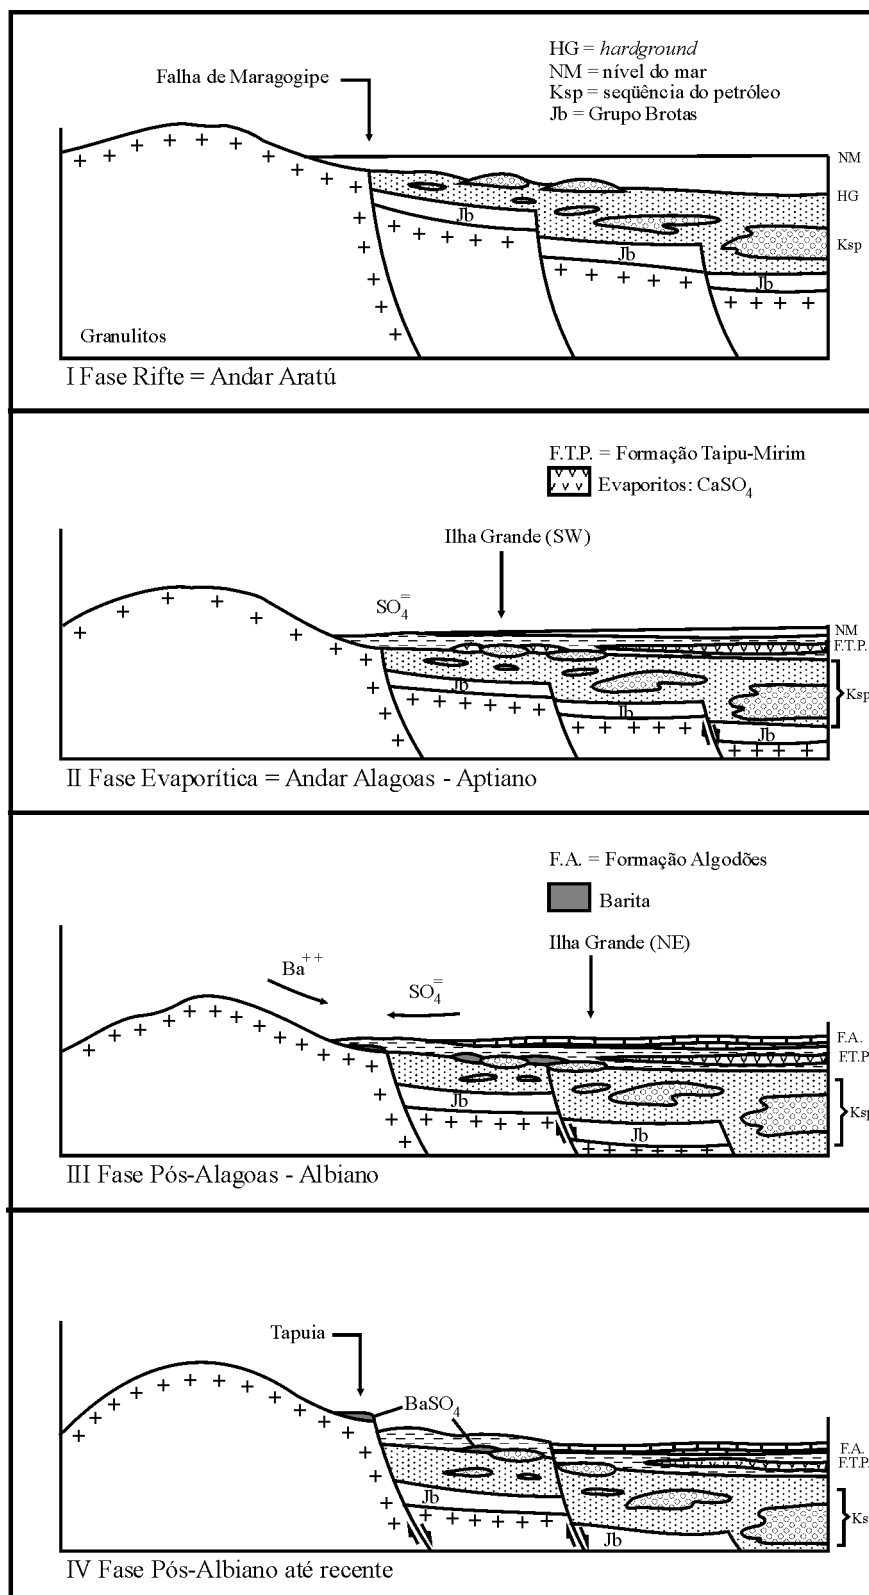 HG = hardground
NM = nível do mar
Falha de Maragogipe
Ksp = seqüência do petróleo
Jb = Grupo Brotas
NM
HG
Jb
Ksp
Jb
Jb
Granulitos
I Fase Rifte = Andar Aratú
F.T.P. = Formação Taipu-Mirim
Evaporitos: CaSO4
Ilha Grande (SW)
SO4=
NM
F.T.P.
Jb
Ksp
Jb
Jb
II Fase Evaporítica = Andar Alagoas - Aptiano
F.A. = Formação Algodões
Barita
Ilha Grande (NE)
Ba++
SO4=
F.A.
F.T.P
Jb
Ksp
Jb
III Fase Pós-Alagoas - Albiano
Tapuia
BaSO4
F.A.
F.T.P.
Jb
Ks
Jb
IV Fase Pós-Albiano até recente